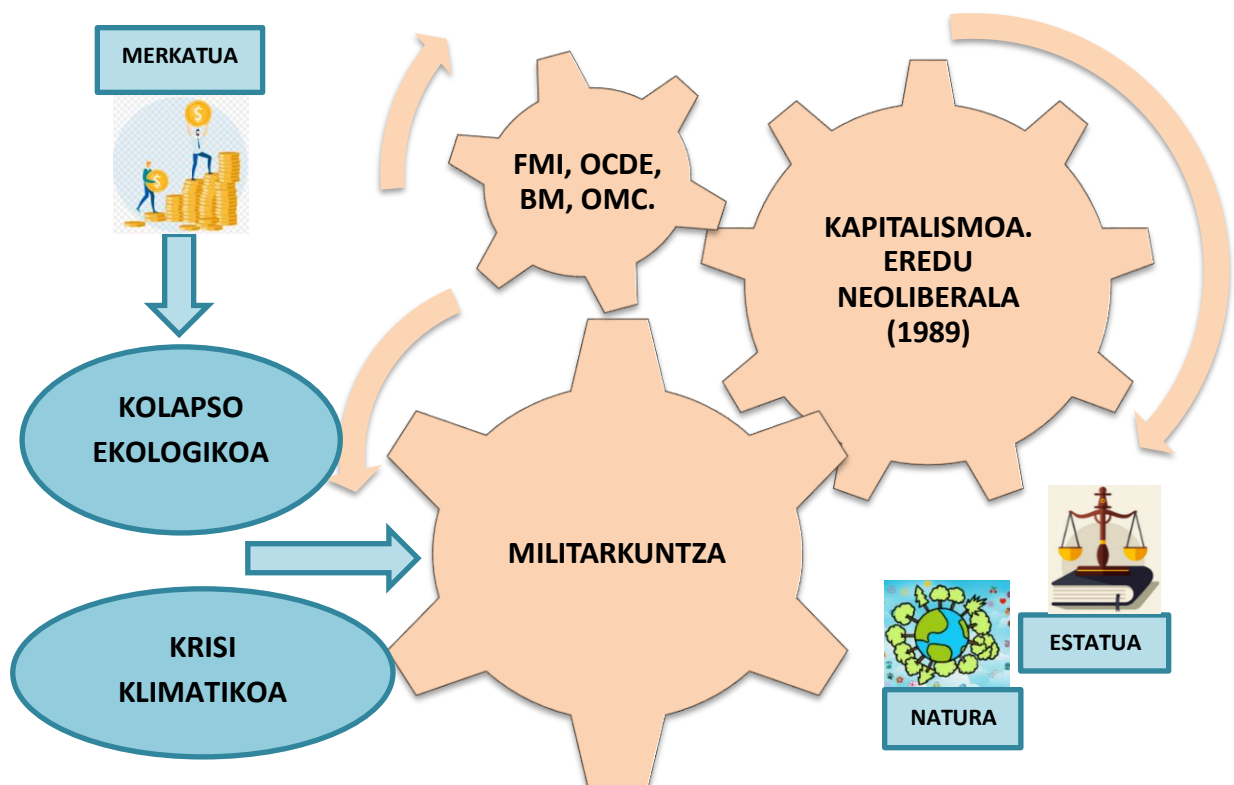 MERKATUA
FMI, OCDE,
BM, OMC.
KAPITALISMOA.
EREDU
NEOLIBERALA
(1989)
KOLAPSO
EKOLOGIKOA
MILITARKUNTZA
KRISI
KLIMATIKOA
ESTATUA
NATURA